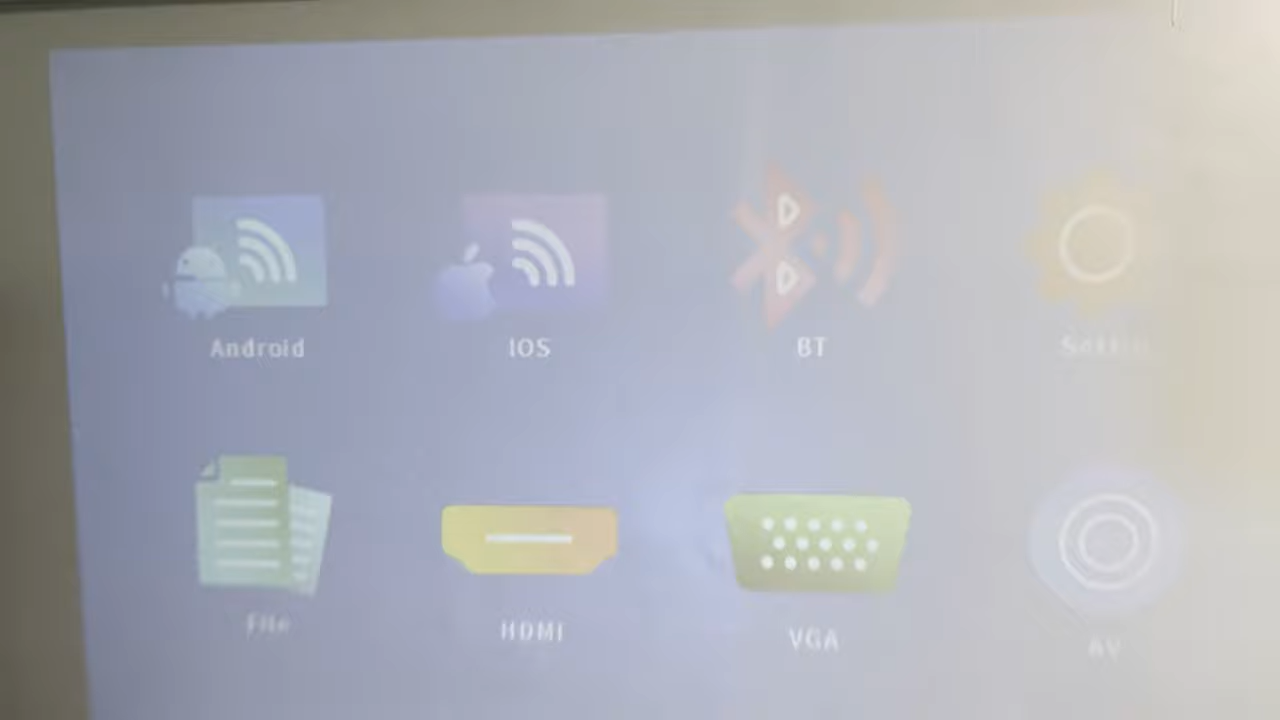 Android
IOS
BT
File
HDMI
VGA
AV